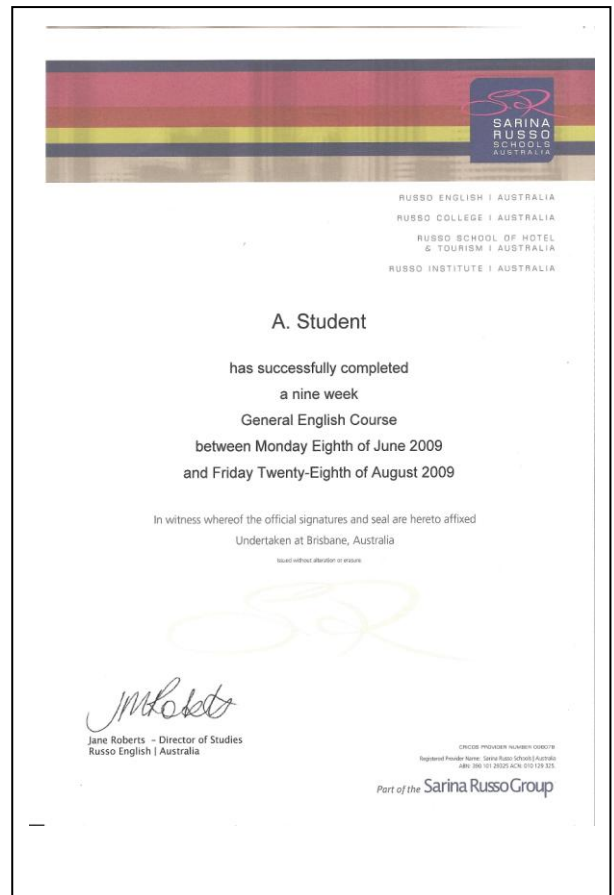 SARINA
RUSSO
SCHOOLS
AUSTRALIA
RUSSO ENGLISH | AUSTRALIA
RUSSO COLLEGE | AUSTRALIA
RUSSO SCHOOL OF HOTEL
& TOURISM | AUSTRALIA
RUSSO INSTITUTE | AUSTRALIA
A. Student
has successfully completed
a nine week
General English Course
between Monday Eighth of June 2009
and Friday Twenty-Eighth of August 2009
In witness whereof the official signatures and seal are hereto affixed
Undertaken at Brisbane, Australia
Issued without alteration or erasure
Jane Roberts - Director of Studies
Russo English | Australia
CRICOS PROVIDER NUMBER
Registered Provider Name: Sarina Russo Schools | Australia
Part of the Sarina Russo Group